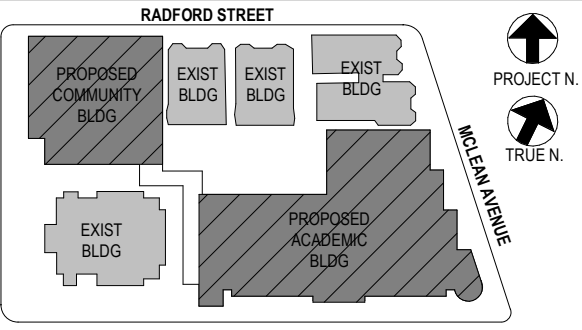 RADFORD STREET
PROPOSED
COMMUNITY
BLDG
EXIST
BLDG
EXIST
BLDG
EXIST
BLDG
PROJECT N.
TRUE N.
MCLEAN AVENUE
EXIST
BLDG
PROPOSED
ACADEMIC
BLDG